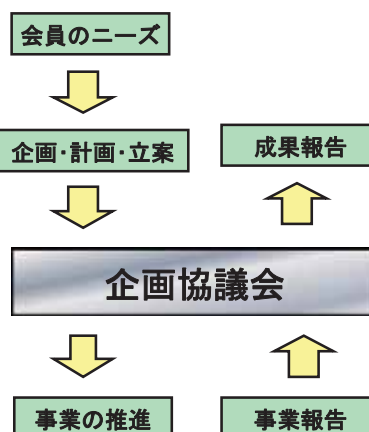 会員のニーズ
企画･計画･立案
成果報告
企画協議会
事業の推進
事業報告